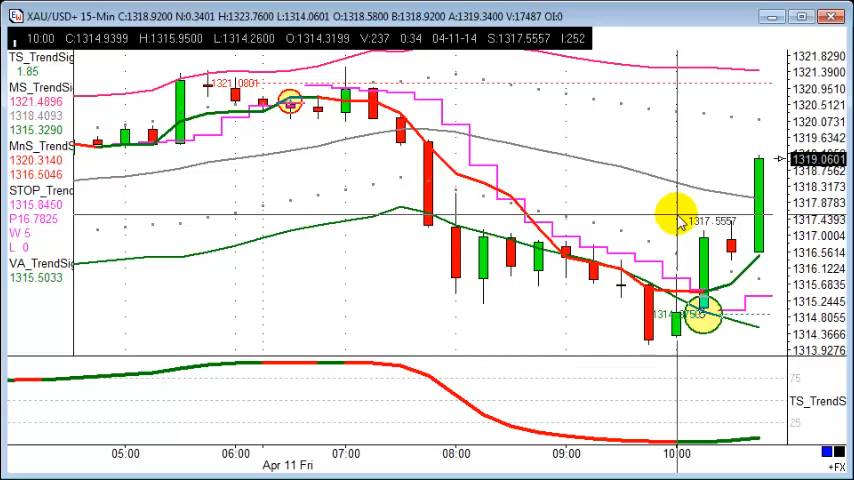 XAU/USD+ 15-Min C:1318.9200 N:0.3401 H:1323.7600 L:1314.0601 O:1318.5800 B:1318.9200 A:1319.3400 V:17487 OI:0
10:00 C:1314.9399 H:1315.9500 L:1314.2600 O:1314.3199 V:237 0:34 04-11-14 S:1317.5557 I:252
TS_TrendSig
1.85
MS_TrendSig
1321.4896
1318.4093
1315.3290
MnS_TrendS
1320.3140
1316.5046
STOP_Trend
1315.8450
P16.7825
W 5
L 0
VA_TrendSig
1315.5033
1321.0801
1317.5557
1321.8290
1321.3900
1320.9510
1320.5121
1320.0731
1319.6342
1319.0601
1318.7562
1318.3173
1317.8783
1317.4393
1317.0004
1316.5614
1316.1224
1315.6835
1315.2445
1314.8055
1314.3666
1313.9276
75
25
TS_TrendS
05:00 06:00 07:00 08:00 09:00 10:00
Apr 11 Fri
+FX